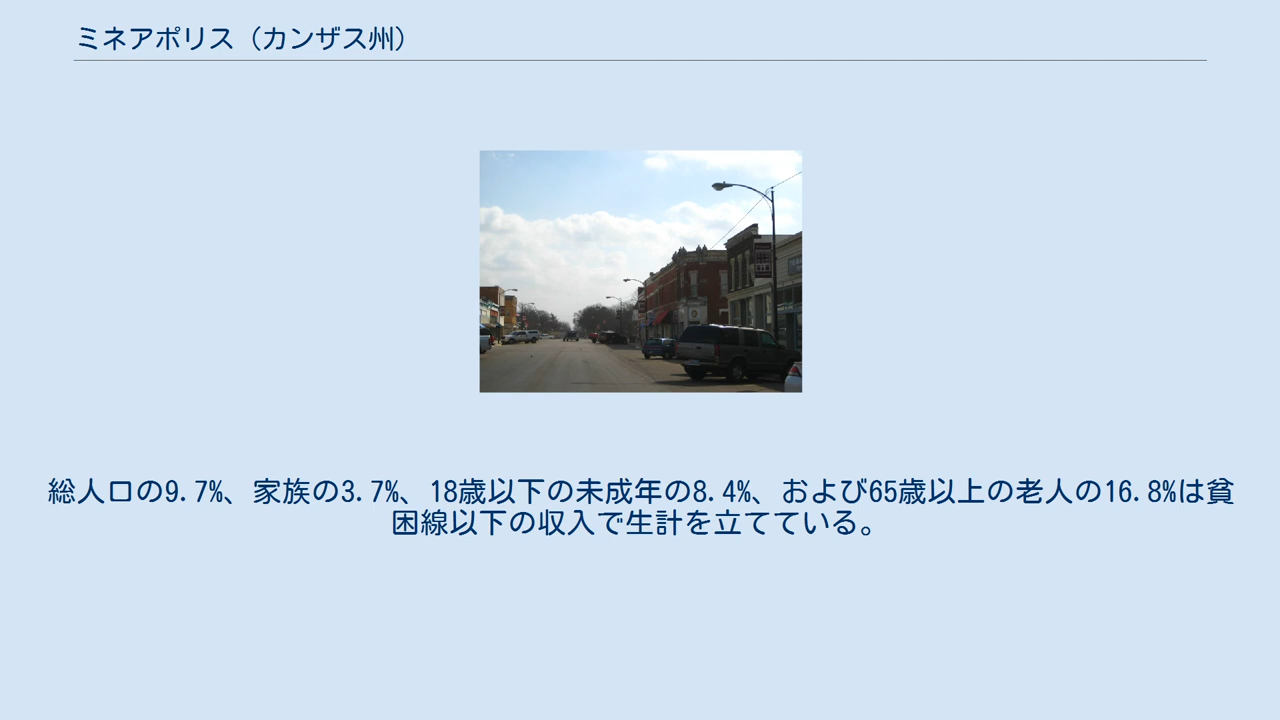 ミネアポリス（カンザス州）
総人口の9.7%、家族の3.7%、18歳以下の未成年の8.4%、および65歳以上の老人の16.8%は貧
困線以下の収入で生計を立てている。